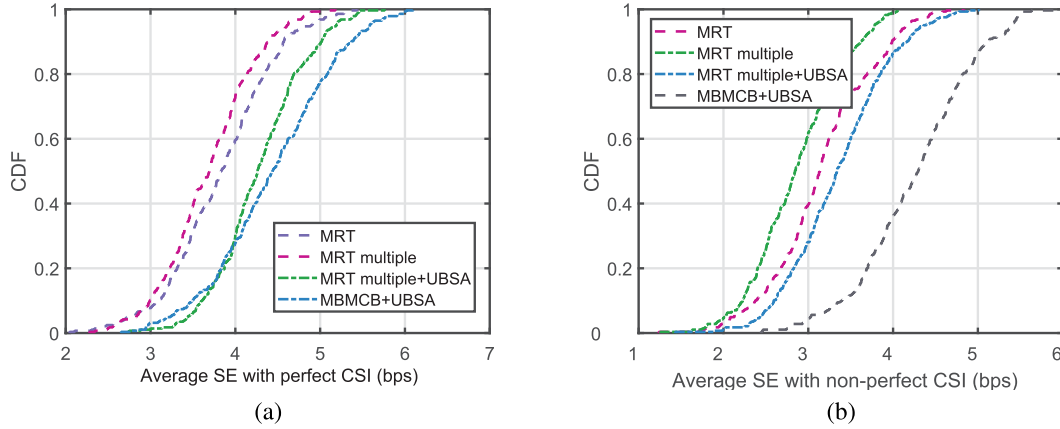 1
0.8
0.6
0.4
0.2
0
CDF
2 3 4 5 6 7
Average SE with perfect CSI (bps)
MRT
MRT multiple
MRT multiple+UBSA
MBMCB+UBSA
(a)
1
0.8
0.6
0.4
0.2
0
CDF
MRT
MRT multiple
MRT multiple+UBSA
MBMCB+UBSA
1 2 3 4 5 6
Average SE with non-perfect CSI (bps)
(b)